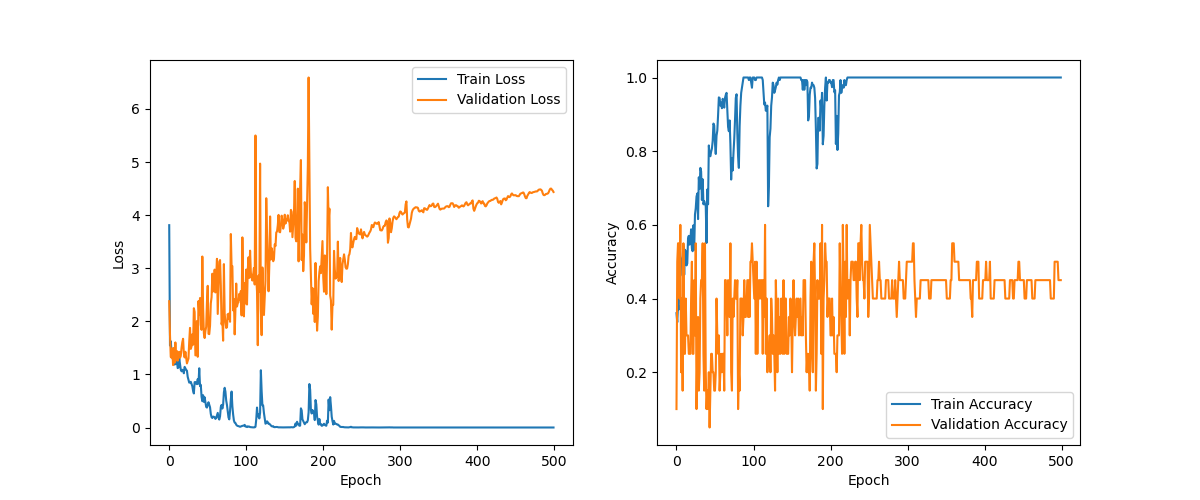 Train Loss
Validation Loss
6
5
4
3
2
1
0
Loss
0 100 200 300 400 500
Epoch
1.0
0.8
0.6
0.4
0.2
Accuracy
Train Accuracy
Validation Accuracy
0 100 200 300 400 500
Epoch